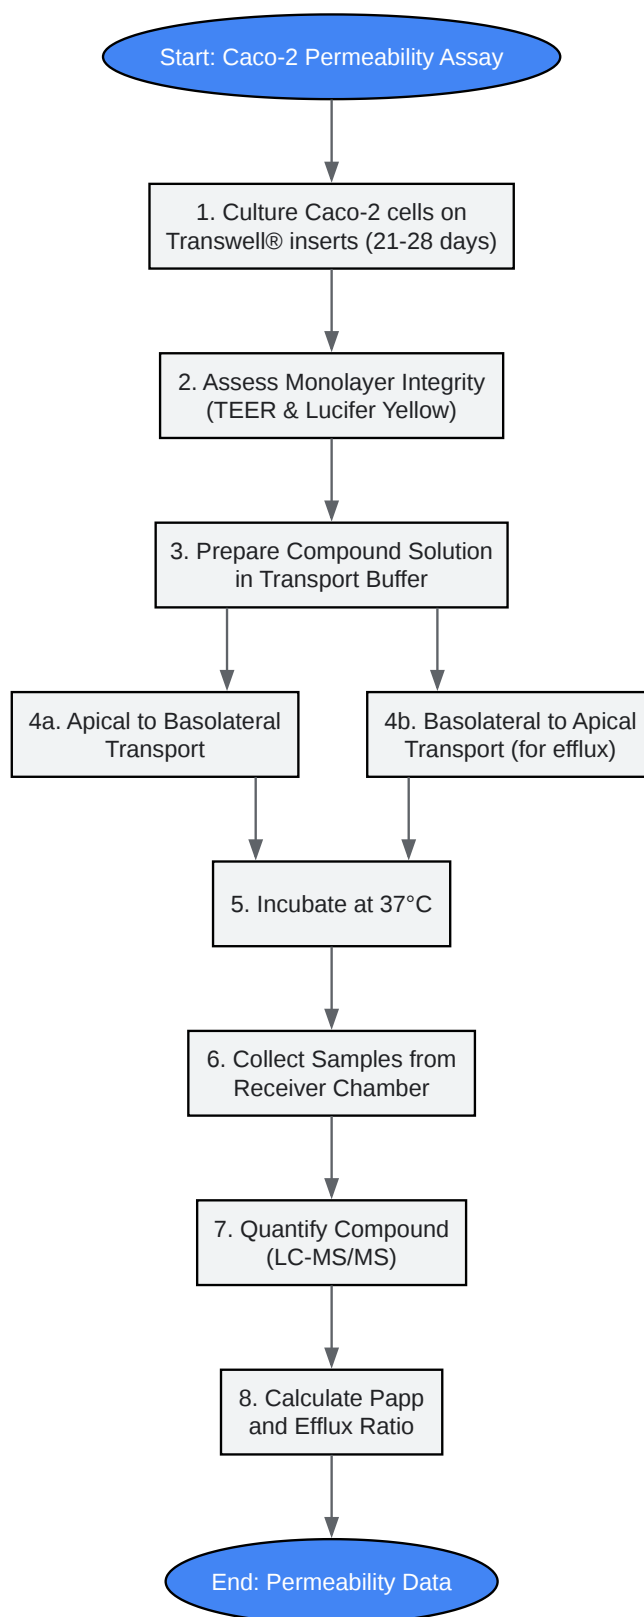 Start: Caco-2 Permeability Assay
1. Culture Caco-2 cells on
Transwell® inserts (21-28 days)
2. Assess Monolayer Integrity
(TEER & Lucifer Yellow)
3. Prepare Compound Solution
in Transport Buffer
4a. Apical to Basolateral
Transport
4b. Basolateral to Apical
Transport (for efflux)
5. Incubate at 37°C
6. Collect Samples from
Receiver Chamber
7. Quantify Compound
(LC-MS/MS)
8. Calculate Papp
and Efflux Ratio
End: Permeability Data